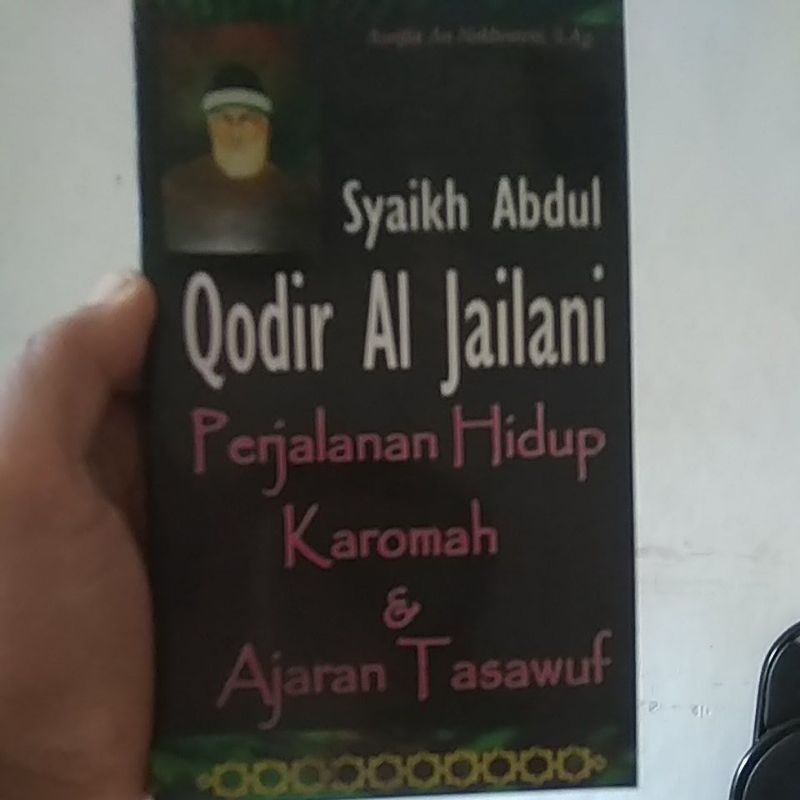 Syaikh Abdul
Qodir Al Jailani
Perjalanan Hidup
Karomah
&
Ajaran Tasawuf